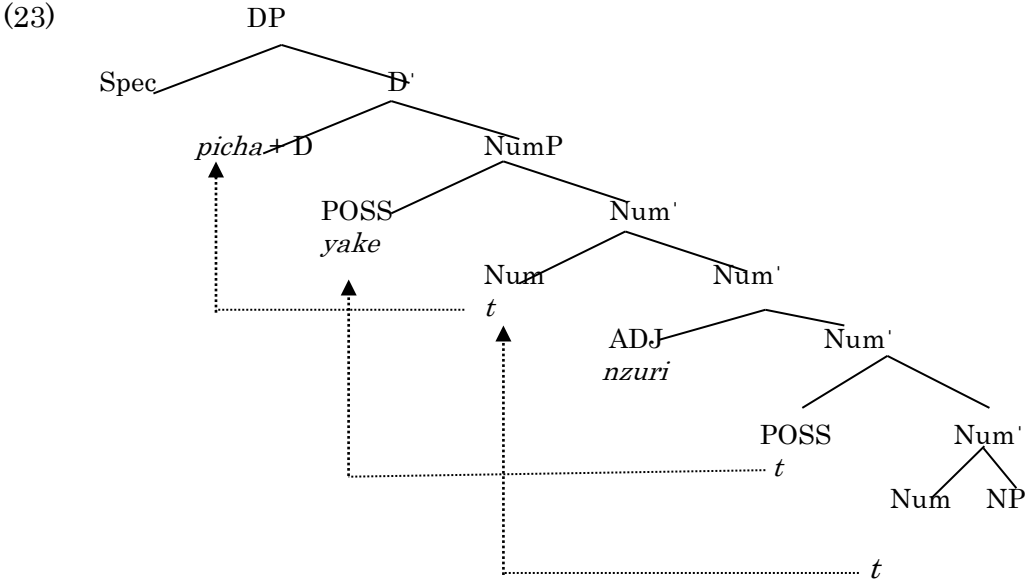 (23)
DP
Spec D'
picha + D NumP
POSS Num'
yake
Num Num'
t
ADJ Num'
nzuri
POSS Num'
t
Num NP
t